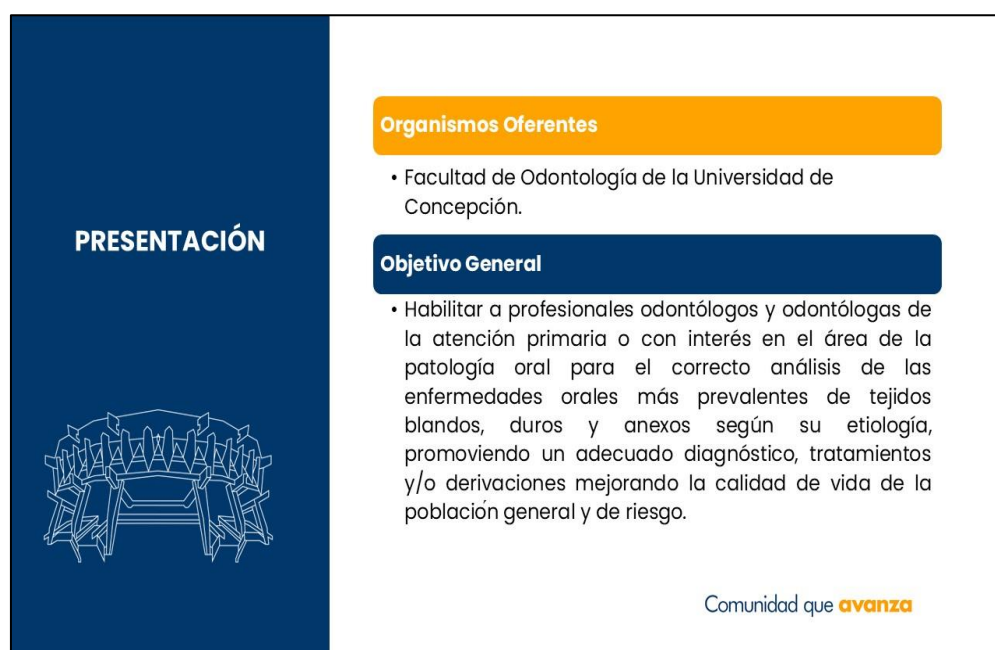 PRESENTACIÓN
Organismos Oferentes
• Facultad de Odontología de la Universidad de
Concepción.
Objetivo General
• Habilitar a profesionales odontólogos y odontólogas de
la atención primaria o con interés en el área de la
patología oral para el correcto análisis de las
enfermedades orales más prevalentes de tejidos
blandos, duros y anexos según su etiología,
promoviendo un adecuado diagnóstico, tratamientos
y/o derivaciones mejorando la calidad de vida de la
población general y de riesgo.
Comunidad que avanza